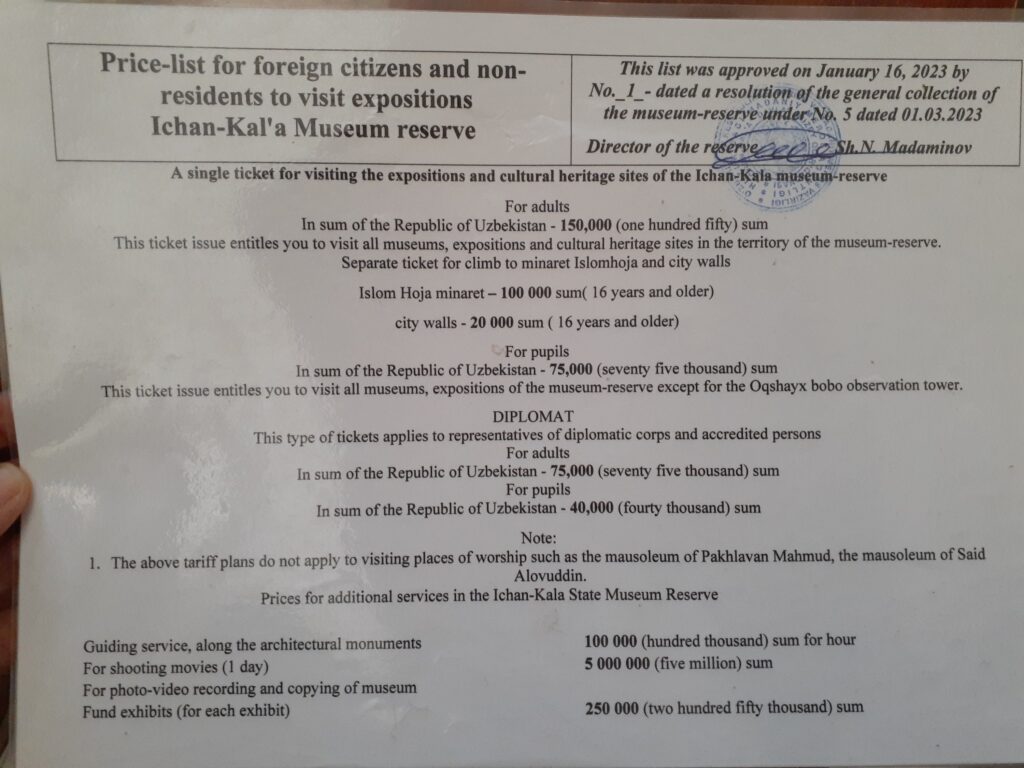 Price-list for foreign citizens and non-
residents to visit expositions
Ichan-Kal'a Museum reserve
This list was approved on January 16, 2023 by
No._1_- dated a resolution of the general collection of
the museum-reserve under No. 5 dated 01.03.2023
Director of the reserve Sh.N. Madaminov
A single ticket for visiting the expositions and cultural heritage sites of the Ichan-Kala museum-reserve
For adults
In sum of the Republic of Uzbekistan - 150,000 (one hundred fifty) sum
This ticket issue entitles you to visit all museums, expositions and cultural heritage sites in the territory of the museum-reserve.
Separate ticket for climb to minaret Islomhoja and city walls
Islom Hoja minaret – 100 000 sum( 16 years and older)
city walls - 20 000 sum ( 16 years and older)
For pupils
In sum of the Republic of Uzbekistan - 75,000 (seventy five thousand) sum
This ticket issue entitles you to visit all museums, expositions of the museum-reserve except for the Oqshayx bobo observation tower.
DIPLOMAT
This type of tickets applies to representatives of diplomatic corps and accredited persons
For adults
In sum of the Republic of Uzbekistan - 75,000 (seventy five thousand) sum
For pupils
In sum of the Republic of Uzbekistan - 40,000 (fourty thousand) sum
Note:
1. The above tariff plans do not apply to visiting places of worship such as the mausoleum of Pakhlavan Mahmud, the mausoleum of Said
Alovuddin.
Prices for additional services in the Ichan-Kala State Museum Reserve
Guiding service, along the architectural monuments 100 000 (hundred thousand) sum for hour
For shooting movies (1 day) 5 000 000 (five million) sum
For photo-video recording and copying of museum
Fund exhibits (for each exhibit) 250 000 (two hundred fifty thousand) sum